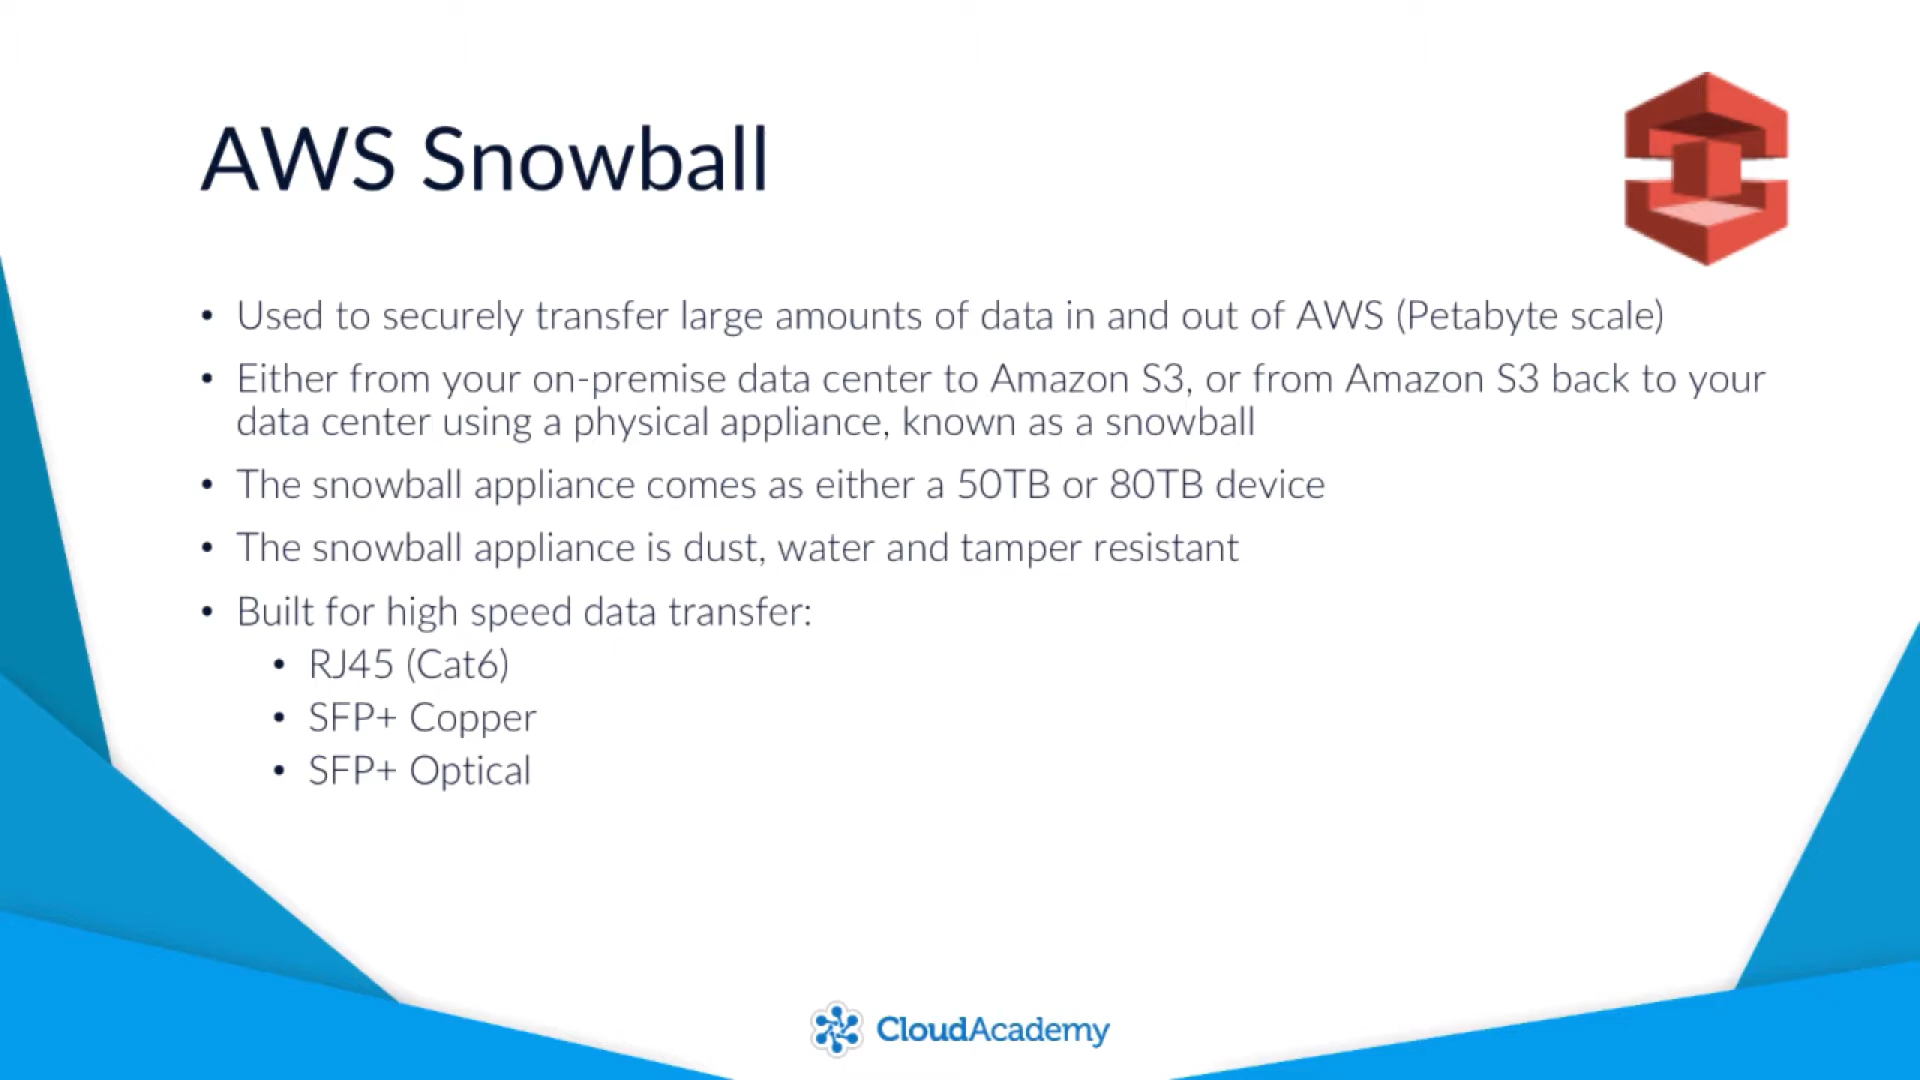 AWS Snowball
• Used to securely transfer large amounts of data in and out of AWS (Petabyte scale)
• Either from your on-premise data center to Amazon S3, or from Amazon S3 back to your
data center using a physical appliance, known as a snowball
• The snowball appliance comes as either a 50TB or 80TB device
• The snowball appliance is dust, water and tamper resistant
• Built for high speed data transfer:
• RJ45 (Cat6)
• SFP+ Copper
• SFP+ Optical
CloudAcademy